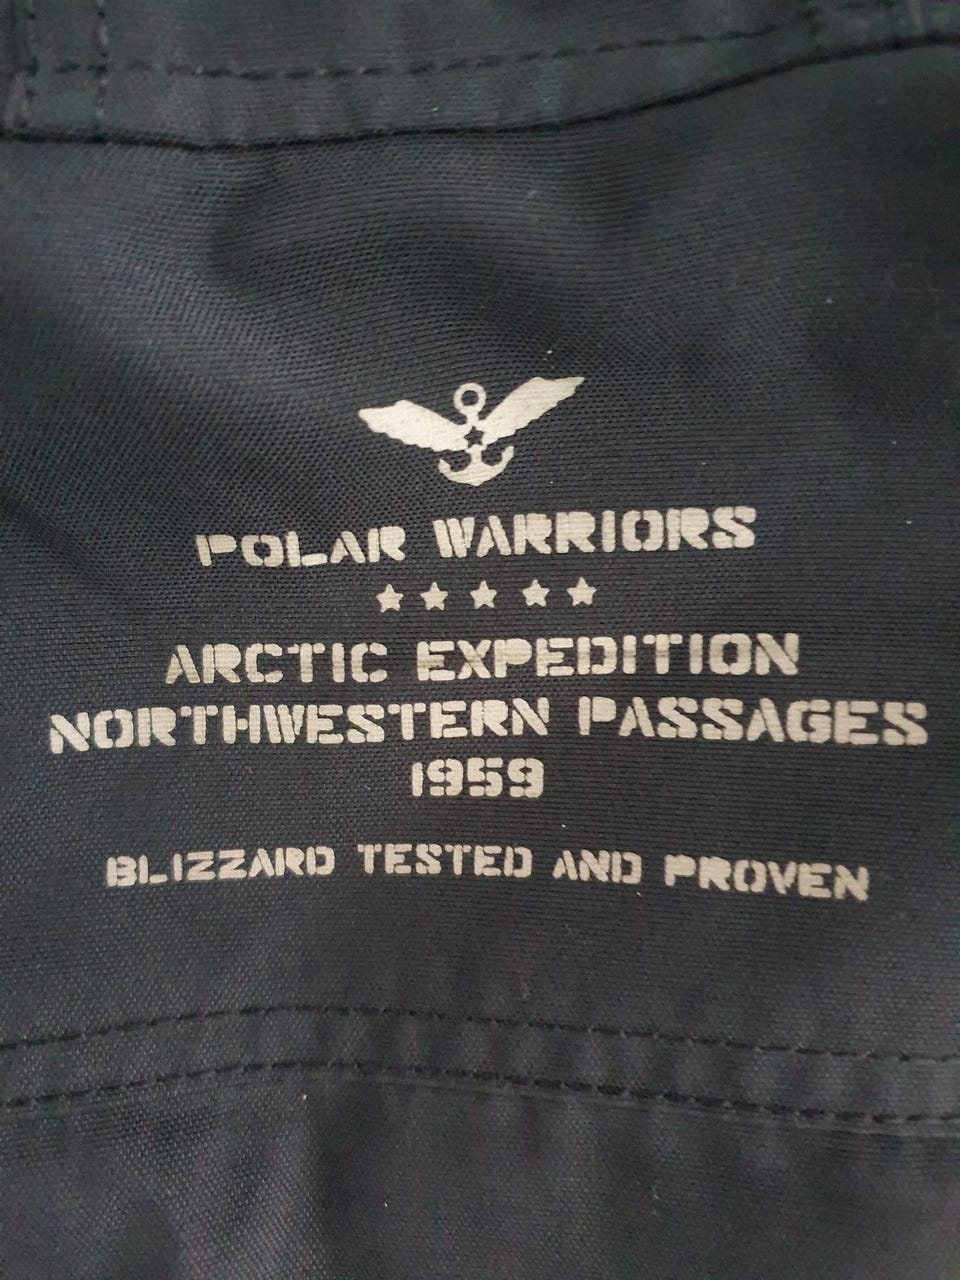 POLAR WARRIORS
ARCTIC EXPEDITION
NORTHWESTERN PASSAGES
1959
BLIZZARD TESTED AND PROVEN